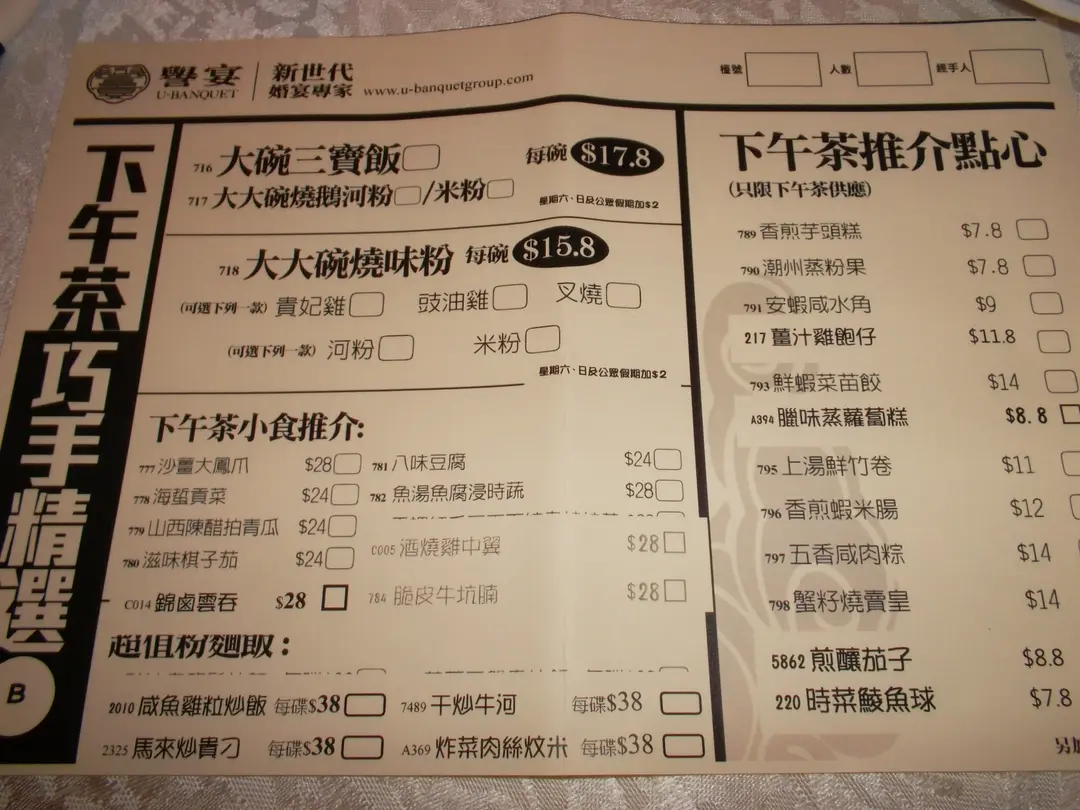 譽宴
U-BANQUET
新世代
婚宴專家
www.u-banquetgroup.com
檯號
人數
經手人
下午茶巧手精選
B
716 大碗三寶飯 每碗 $17.8
717 大大碗燒鵝河粉 /米粉
星期六、日及公眾假期加$2
718 大大碗燒味粉 每碗 $15.8
(可選下列一款) 貴妃雞 豉油雞 叉燒
(可選下列一款) 河粉 米粉
星期六、日及公眾假期加$2
下午茶小食推介:
777 沙薑大鳳爪 $28
778 海蜇貢菜 $24
779 山西陳醋拍青瓜 $24
780 滋味棋子茄 $24
C014 錦鹵雲吞 $28
781 八味豆腐 $24
782 魚湯魚腐浸時蔬 $28
C005 酒燒雞中翼 $28
784 脆皮牛坑腩 $28
超值粉麵飯：
2010 咸魚雞粒炒飯 每碟$38
7489 干炒牛河 每碟$38
2325 馬來炒貴刁 每碟$38
A369 炸菜肉絲炆米 每碟$38
下午茶推介點心
(只限下午茶供應)
789 香煎芋頭糕 $7.8
790 潮州蒸粉果 $7.8
791 安蝦咸水角 $9
217 薑汁雞飽仔 $11.8
793 鮮蝦菜苗餃 $14
A394 臘味蒸蘿蔔糕 $8.8
795 上湯鮮竹卷 $11
796 香煎蝦米腸 $12
797 五香咸肉粽 $14
798 蟹籽燒賣皇 $14
5862 煎釀茄子 $8.8
220 時菜鯪魚球 $7.8